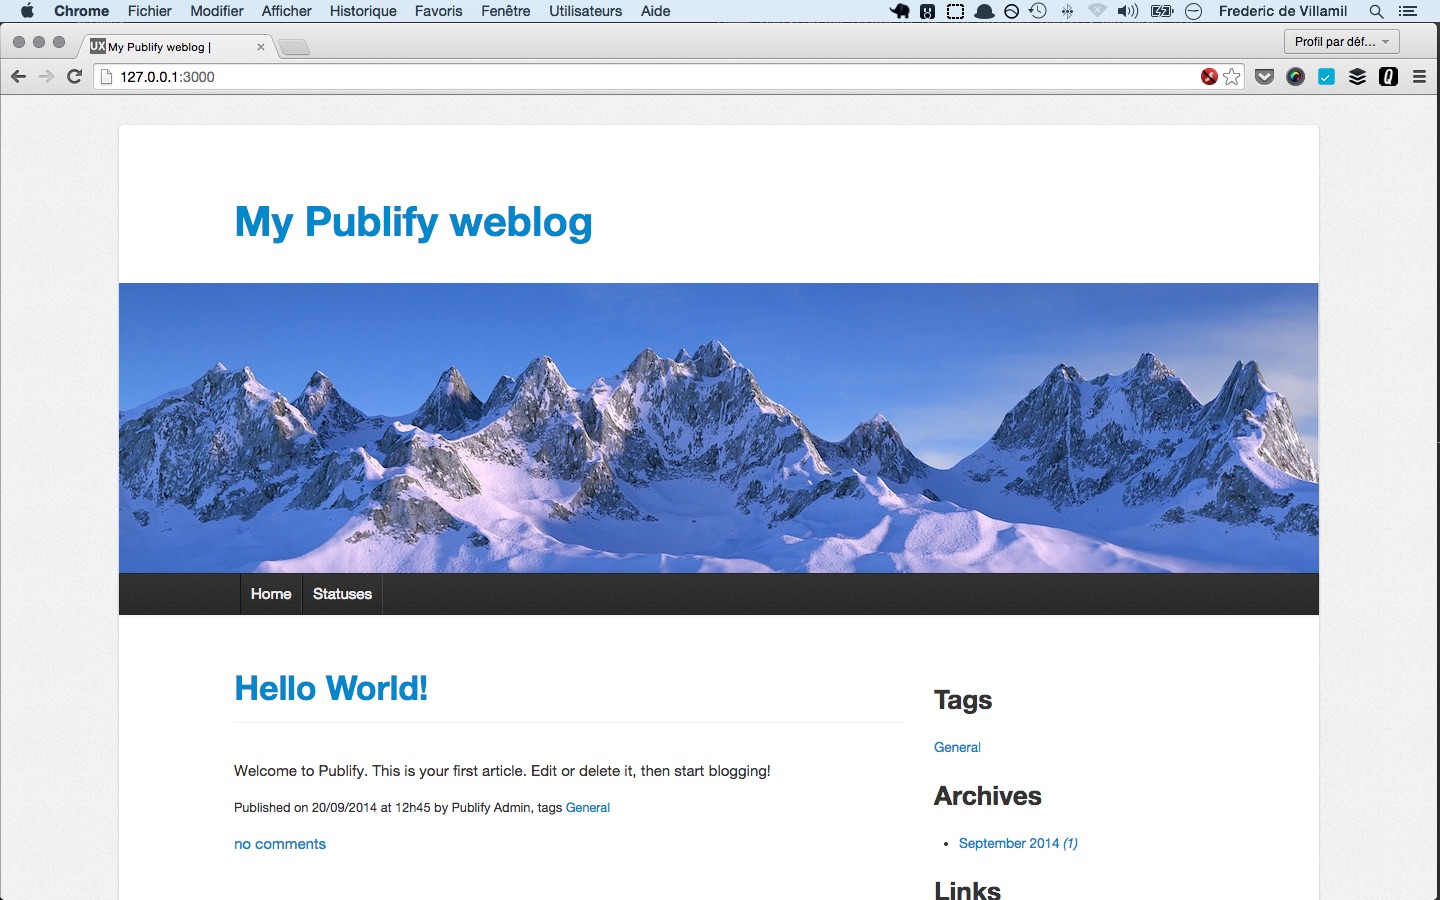 Chrome Fichier Modifier Afficher Historique Favoris Fenêtre Utilisateurs Aide Frederic de Villamil
UX My Publify weblog |
Profil par déf...
127.0.0.1:3000
My Publify weblog
Home Statuses
Hello World!
Welcome to Publify. This is your first article. Edit or delete it, then start blogging!
Published on 20/09/2014 at 12h45 by Publify Admin, tags General
no comments
Tags
General
Archives
September 2014 (1)
Links